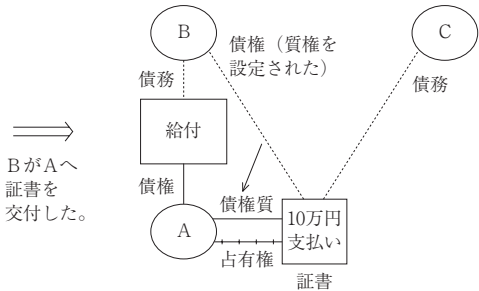 B
C
債権（質権を
設定された）
債務
債務
給付
BがAへ
証書を
交付した。
債権
債権質
A
10万円
支払い
占有権
証書